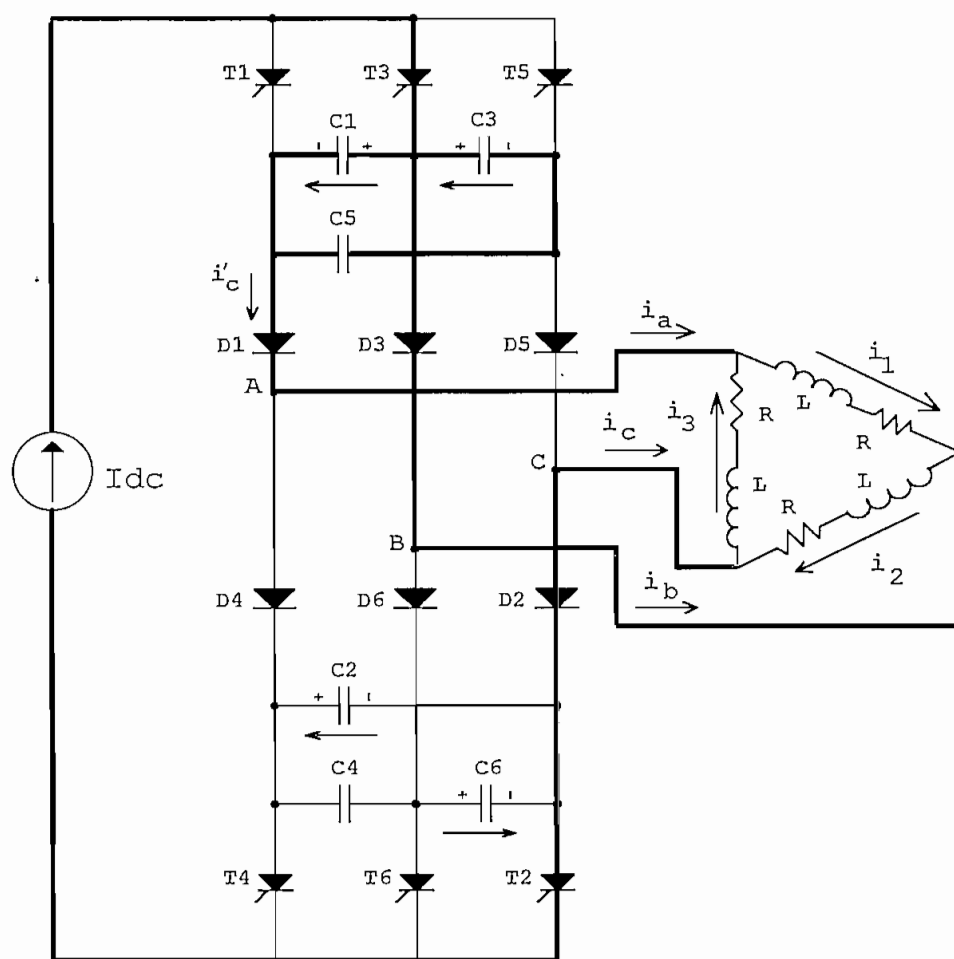 T1 T3 T5
C1 C3
- + + -
C5
i'c
ia
D1 D3 D5
i1
A
L
R i3 ic R
Idc
C
L L
R
B
i2
ib
D4 D6 D2
C2
+ -
C4 C6
+ -
T4 T6 T2